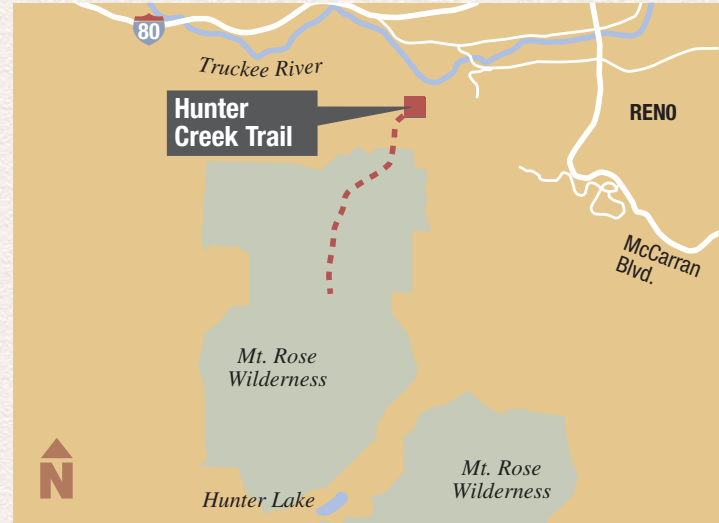 80
Truckee River
Hunter
Creek Trail
RENO
McCarran
Blvd.
Mt. Rose
Wilderness
Mt. Rose
Wilderness
Hunter Lake
N